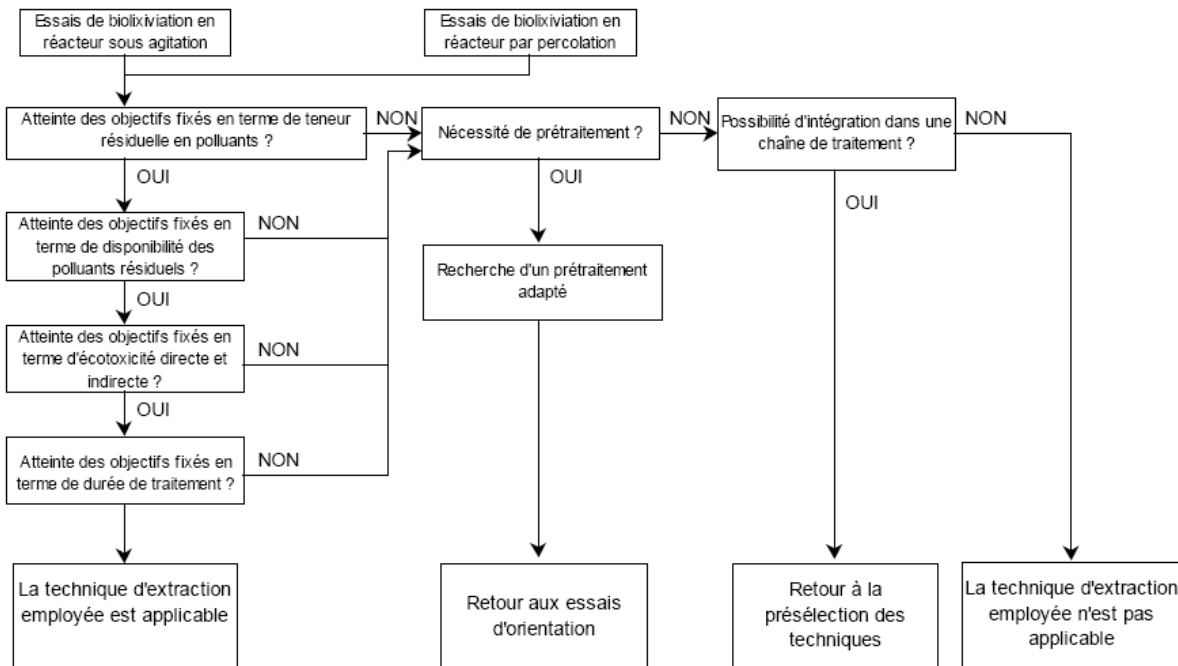 Essais de biolixiviation en
réacteur sous agitation
Essais de biolixiviation en
réacteur par percolation
Atteinte des objectifs fixés en terme de teneur
résiduelle en polluants ?
NON
Nécessité de prétraitement ?
NON
Possibilité d'intégration dans une
chaîne de traitement ?
NON
OUI
OUI
OUI
Atteinte des objectifs fixés en
terme de disponibilité des
polluants résiduels ?
NON
Recherche d'un prétraitement
adapté
OUI
Atteinte des objectifs fixés en
terme d'écotoxicité directe et
indirecte ?
NON
OUI
Atteinte des objectifs fixés en
terme de durée de traitement ?
NON
La technique d'extraction
employée est applicable
Retour aux essais
d'orientation
Retour à la
présélection des
techniques
La technique d'extraction
employée n'est pas
applicable